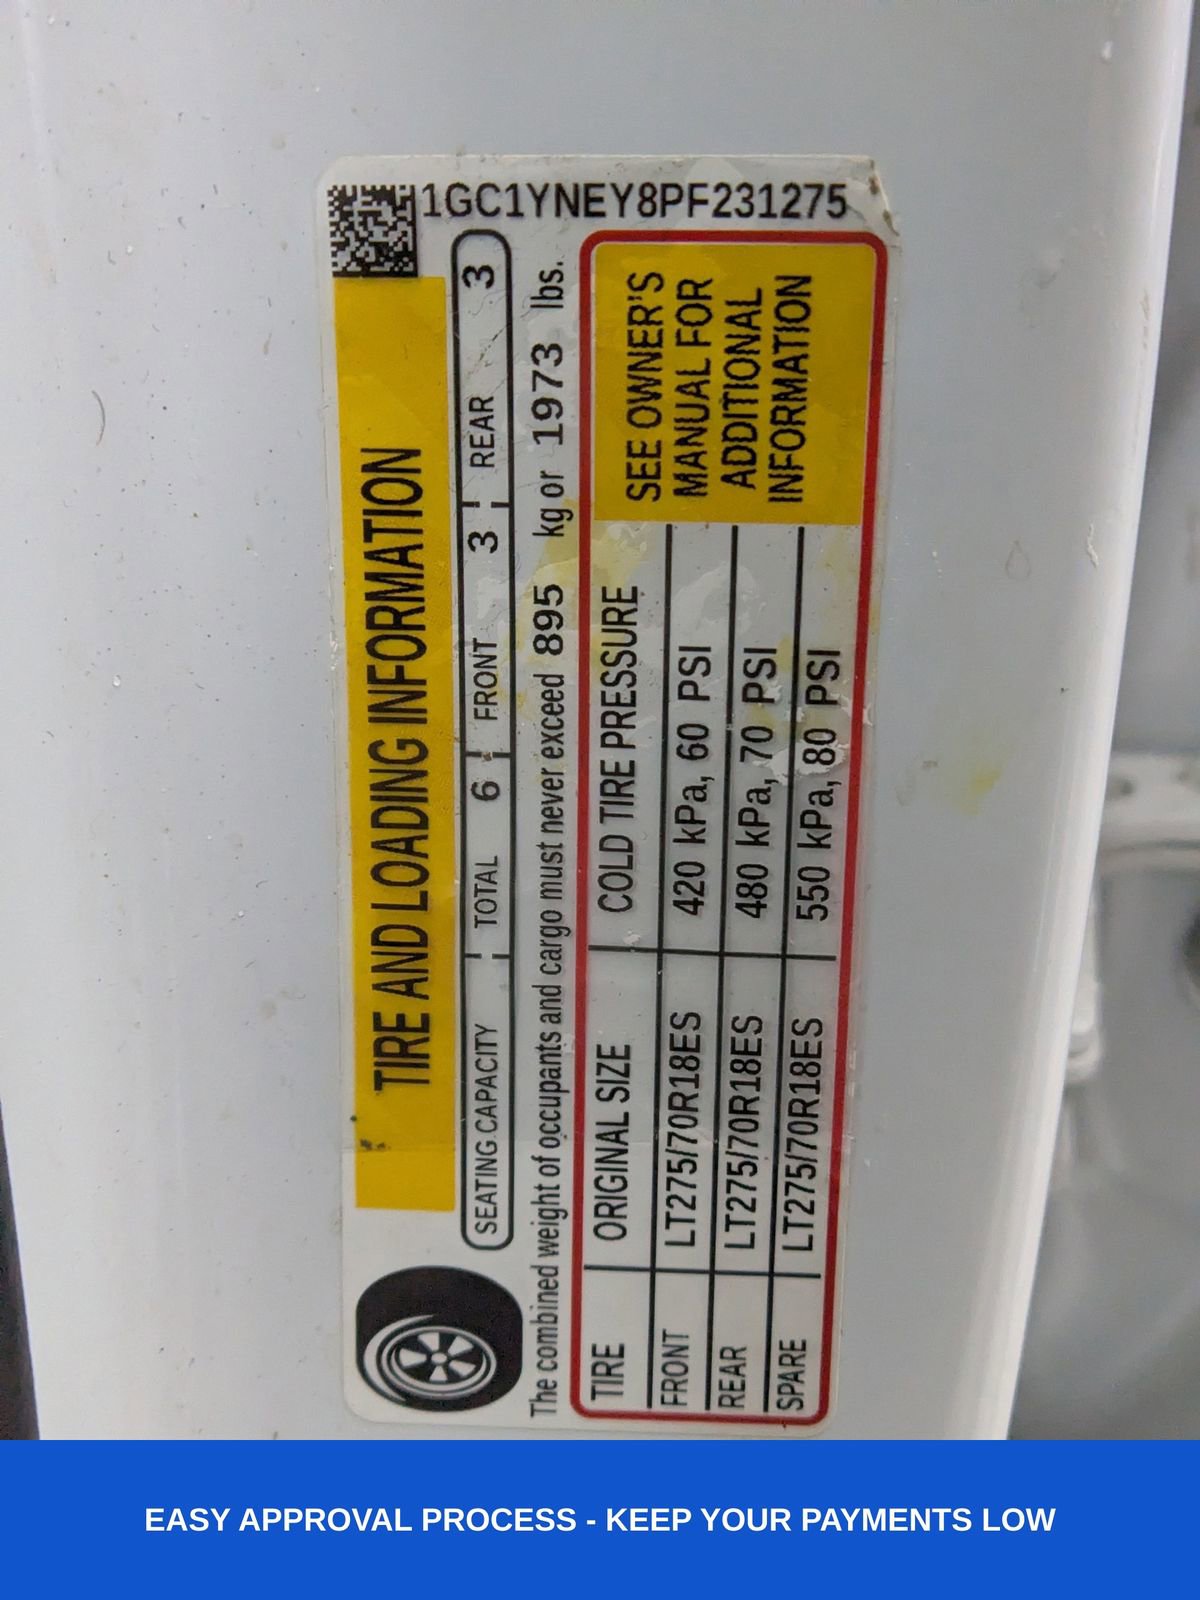 1GC1YNEY8PF231275
TIRE AND LOADING INFORMATION
SEATING CAPACITY TOTAL 6 FRONT 3 REAR 3
The combined weight of occupants and cargo must never exceed 895 kg or 1973 lbs.
TIRE ORIGINAL SIZE COLD TIRE PRESSURE
FRONT LT275/70R18ES 420 kPa, 60 PSI
REAR LT275/70R18ES 480 kPa, 70 PSI
SPARE LT275/70R18ES 550 kPa, 80 PSI
SEE OWNER'S
MANUAL FOR
ADDITIONAL
INFORMATION
EASY APPROVAL PROCESS - KEEP YOUR PAYMENTS LOW